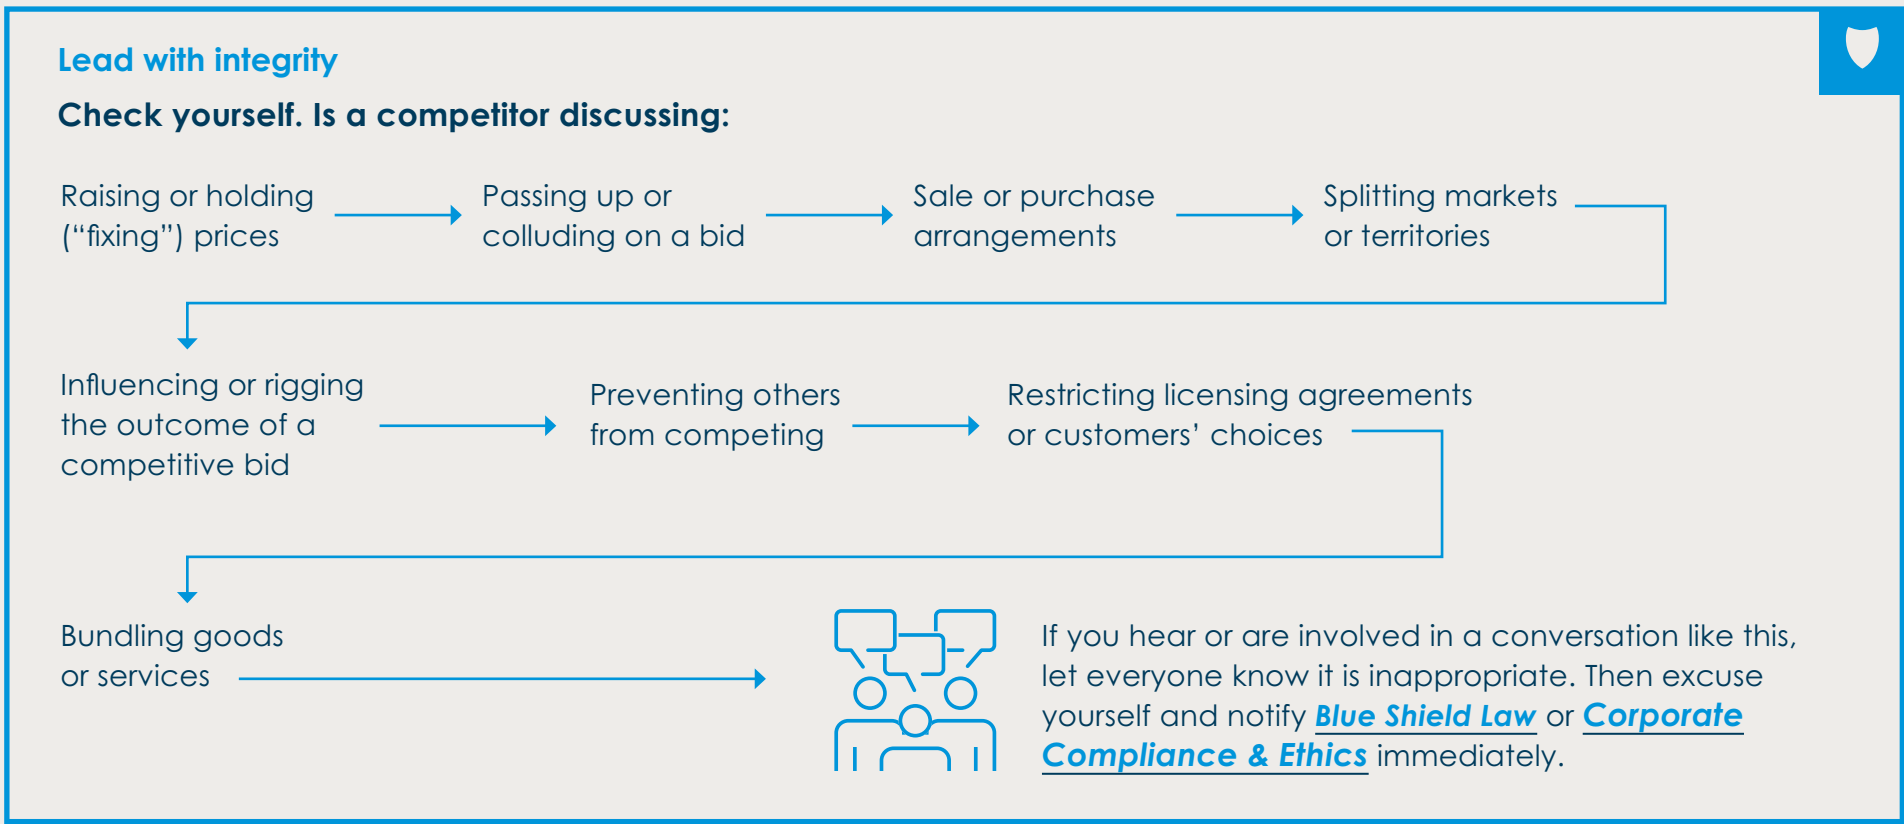 Lead with integrity
Check yourself. Is a competitor discussing:
Raising or holding
(“fixing”) prices
Passing up or
colluding on a bid
Sale or purchase
arrangements
Splitting markets
or territories
Influencing or rigging
the outcome of a
competitive bid
Preventing others
from competing
Restricting licensing agreements
or customers’ choices
Bundling goods
or services
If you hear or are involved in a conversation like this,
let everyone know it is inappropriate. Then excuse
yourself and notify Blue Shield Law or Corporate
Compliance & Ethics immediately.